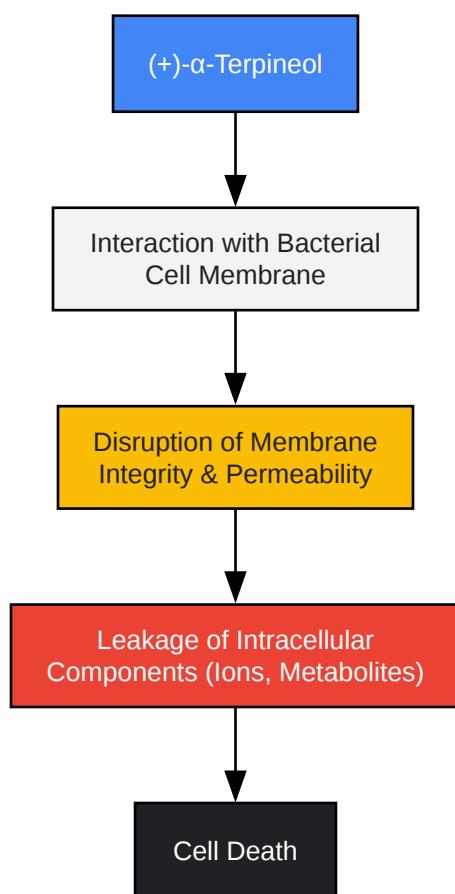 (+)-α-Terpineol
Interaction with Bacterial
Cell Membrane
Disruption of Membrane
Integrity & Permeability
Leakage of Intracellular
Components (Ions, Metabolites)
Cell Death